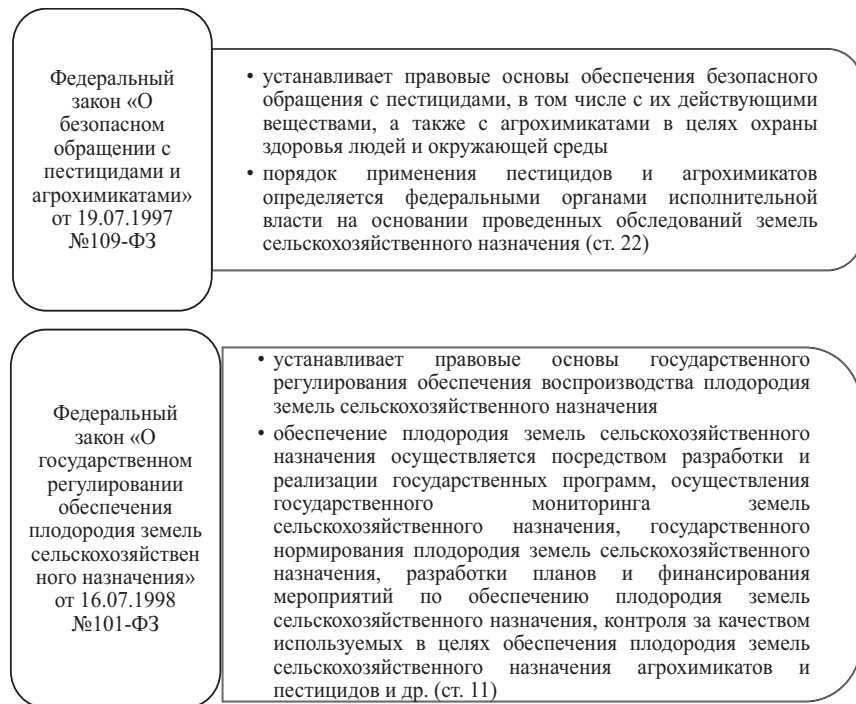 Федеральный
закон «О
безопасном
обращении с
пестицидами и
агрохимикатами»
от 19.07.1997
№109-ФЗ
• устанавливает правовые основы обеспечения безопасного
обращения с пестицидами, в том числе с их действующими
веществами, а также с агрохимикатами в целях охраны
здоровья людей и окружающей среды
• порядок применения пестицидов и агрохимикатов
определяется федеральными органами исполнительной
власти на основании проведенных обследований земель
сельскохозяйственного назначения (ст. 22)
Федеральный
закон «О
государственном
регулировании
обеспечения
плодородия земель
сельскохозяйствен
ного назначения»
от 16.07.1998
№101-ФЗ
• устанавливает правовые основы государственного
регулирования обеспечения воспроизводства плодородия
земель сельскохозяйственного назначения
• обеспечение плодородия земель сельскохозяйственного
назначения осуществляется посредством разработки и
реализации государственных программ, осуществления
государственного мониторинга земель
сельскохозяйственного назначения, государственного
нормирования плодородия земель сельскохозяйственного
назначения, разработки планов и финансирования
мероприятий по обеспечению плодородия земель
сельскохозяйственного назначения, контроля за качеством
используемых в целях обеспечения плодородия земель
сельскохозяйственного назначения агрохимикатов и
пестицидов и др. (ст. 11)